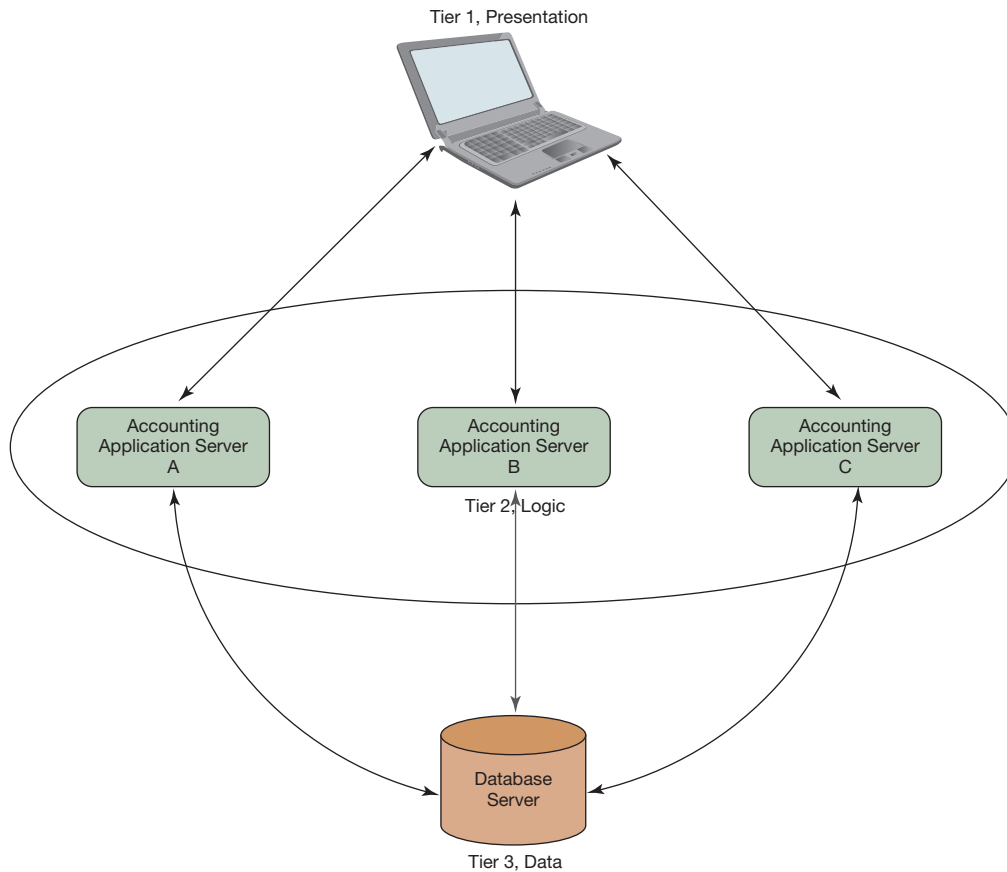 Tier 1, Presentation
Accounting
Application Server
A
Accounting
Application Server
B
Accounting
Application Server
C
Tier 2, Logic
Database
Server
Tier 3, Data